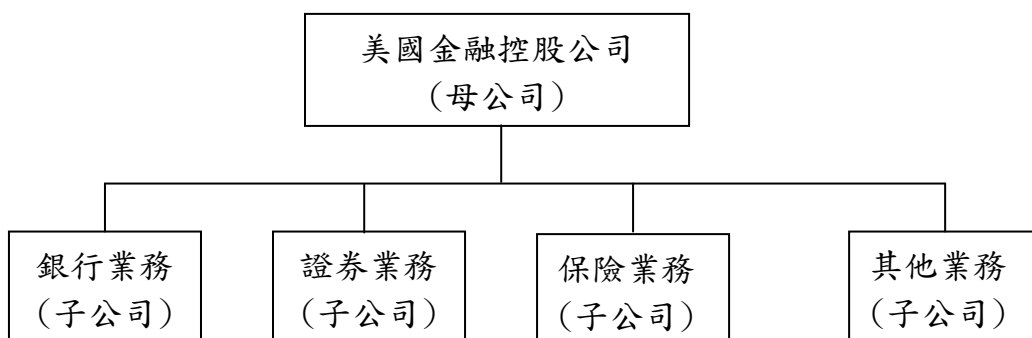 美國金融控股公司
（母公司）
銀行業務
（子公司）
證券業務
（子公司）
保險業務
（子公司）
其他業務
（子公司）